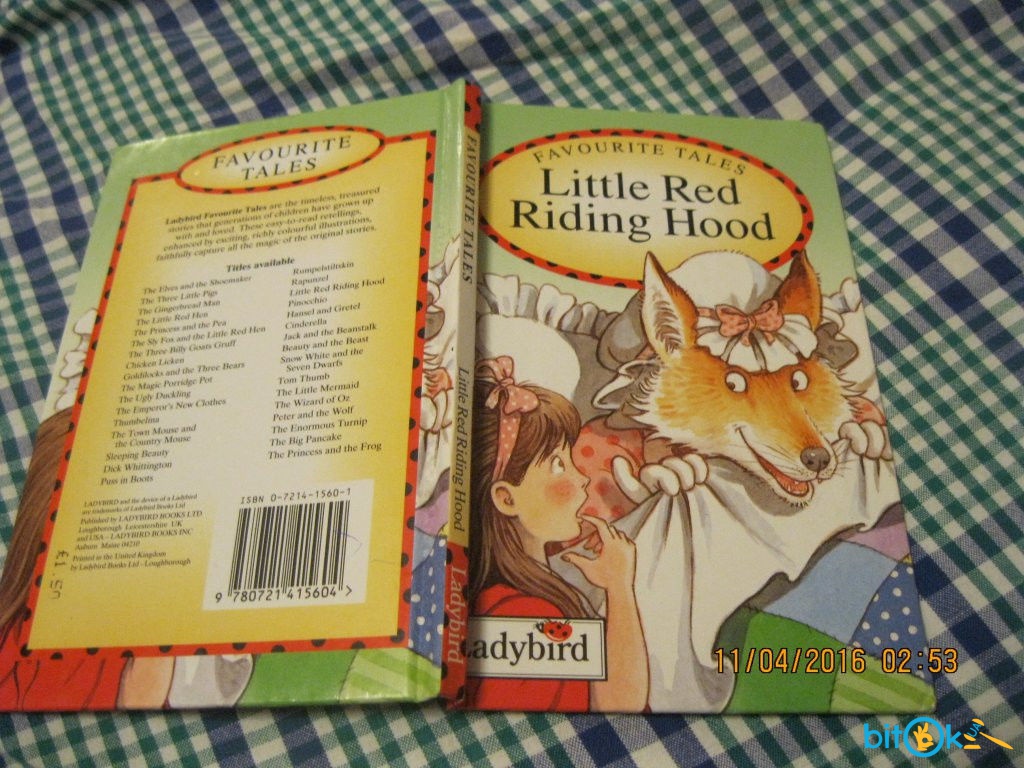 FAVOURITE
TALES
Ladybird Favourite Tales are the timeless, treasured
stories that generations of children have grown up
with and loved. These easy-to-read retellings,
enhanced by exciting, richly colourful illustrations,
faithfully capture all the magic of the original stories.
Titles available
The Elves and the Shoemaker
The Three Little Pigs
The Gingerbread Man
The Little Red Hen
The Princess and the Pea
The Sly Fox and the Little Red Hen
The Three Billy Goats Gruff
Chicken Licken
Goldilocks and the Three Bears
The Magic Porridge Pot
The Ugly Duckling
The Emperor's New Clothes
Thumbelina
The Town Mouse and
the Country Mouse
Sleeping Beauty
Dick Whittington
Puss in Boots
Rumpelstiltskin
Rapunzel
Little Red Riding Hood
Pinocchio
Hansel and Gretel
Cinderella
Jack and the Beanstalk
Beauty and the Beast
Snow White and the
Seven Dwarfs
Tom Thumb
The Little Mermaid
The Wizard of Oz
Peter and the Wolf
The Enormous Turnip
The Big Pancake
The Princess and the Frog
LADYBIRD and the device of a Ladybird
are trademarks of Ladybird Books Ltd
Published by LADYBIRD BOOKS LTD
Loughborough Leicestershire UK
and USA – LADYBIRD BOOKS INC
Auburn Maine 04210
Printed in the United Kingdom
by Ladybird Books Ltd – Loughborough
£1.50
ISBN 0-7214-1560-1
9 780721 415604 >
FAVOURITE TALES
Little Red Riding Hood
Ladybird
FAVOURITE TALES
Little Red
Riding Hood
Ladybird
11/04/2016 02:53
bitok